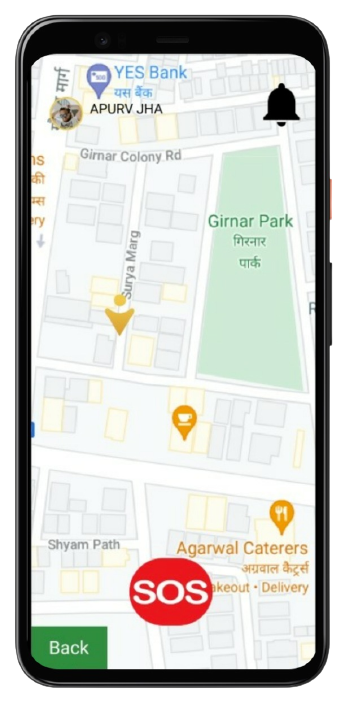 YES Bank
यस बैंक
मार्ग
APURV JHA
Girnar Colony Rd
ns
की
म्स
ery
Girnar Park
गिरनार
पार्क
Surya Marg
R
Shyam Path
Agarwal Caterers
अग्रवाल कैटर्स
akeout • Delivery
SOS
Back